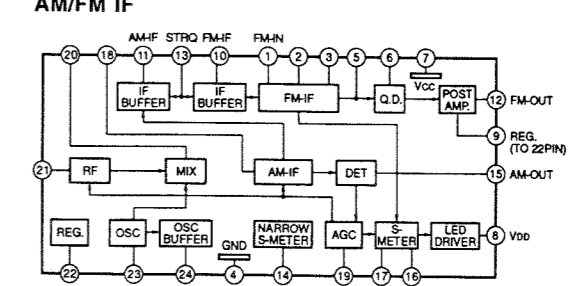 AM/FM IF
AM-IF STRQ FM-IF FM-IN
20 18 11 13 10 1 2 3 5 6 7
VCC
IF BUFFER
IF BUFFER
FM-IF
Q.D.
POST AMP.
12 FM-OUT
9 REG. (TO 22PIN)
21
RF
MIX
AM-IF
DET
15 AM-OUT
REG.
OSC
OSC BUFFER
GND
NARROW S-METER
AGC
S-METER
LED DRIVER
8 VDD
22 23 24 4 14 19 17 16